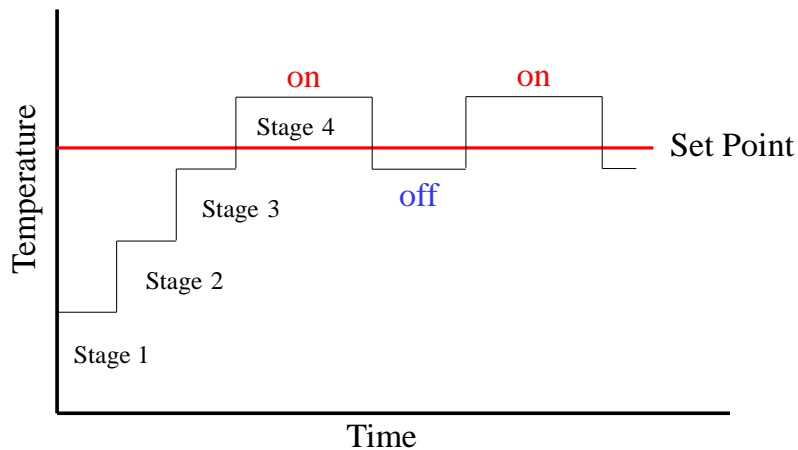 on
on
Stage 4
Set Point
Stage 3
off
Stage 2
Stage 1
Temperature
Time